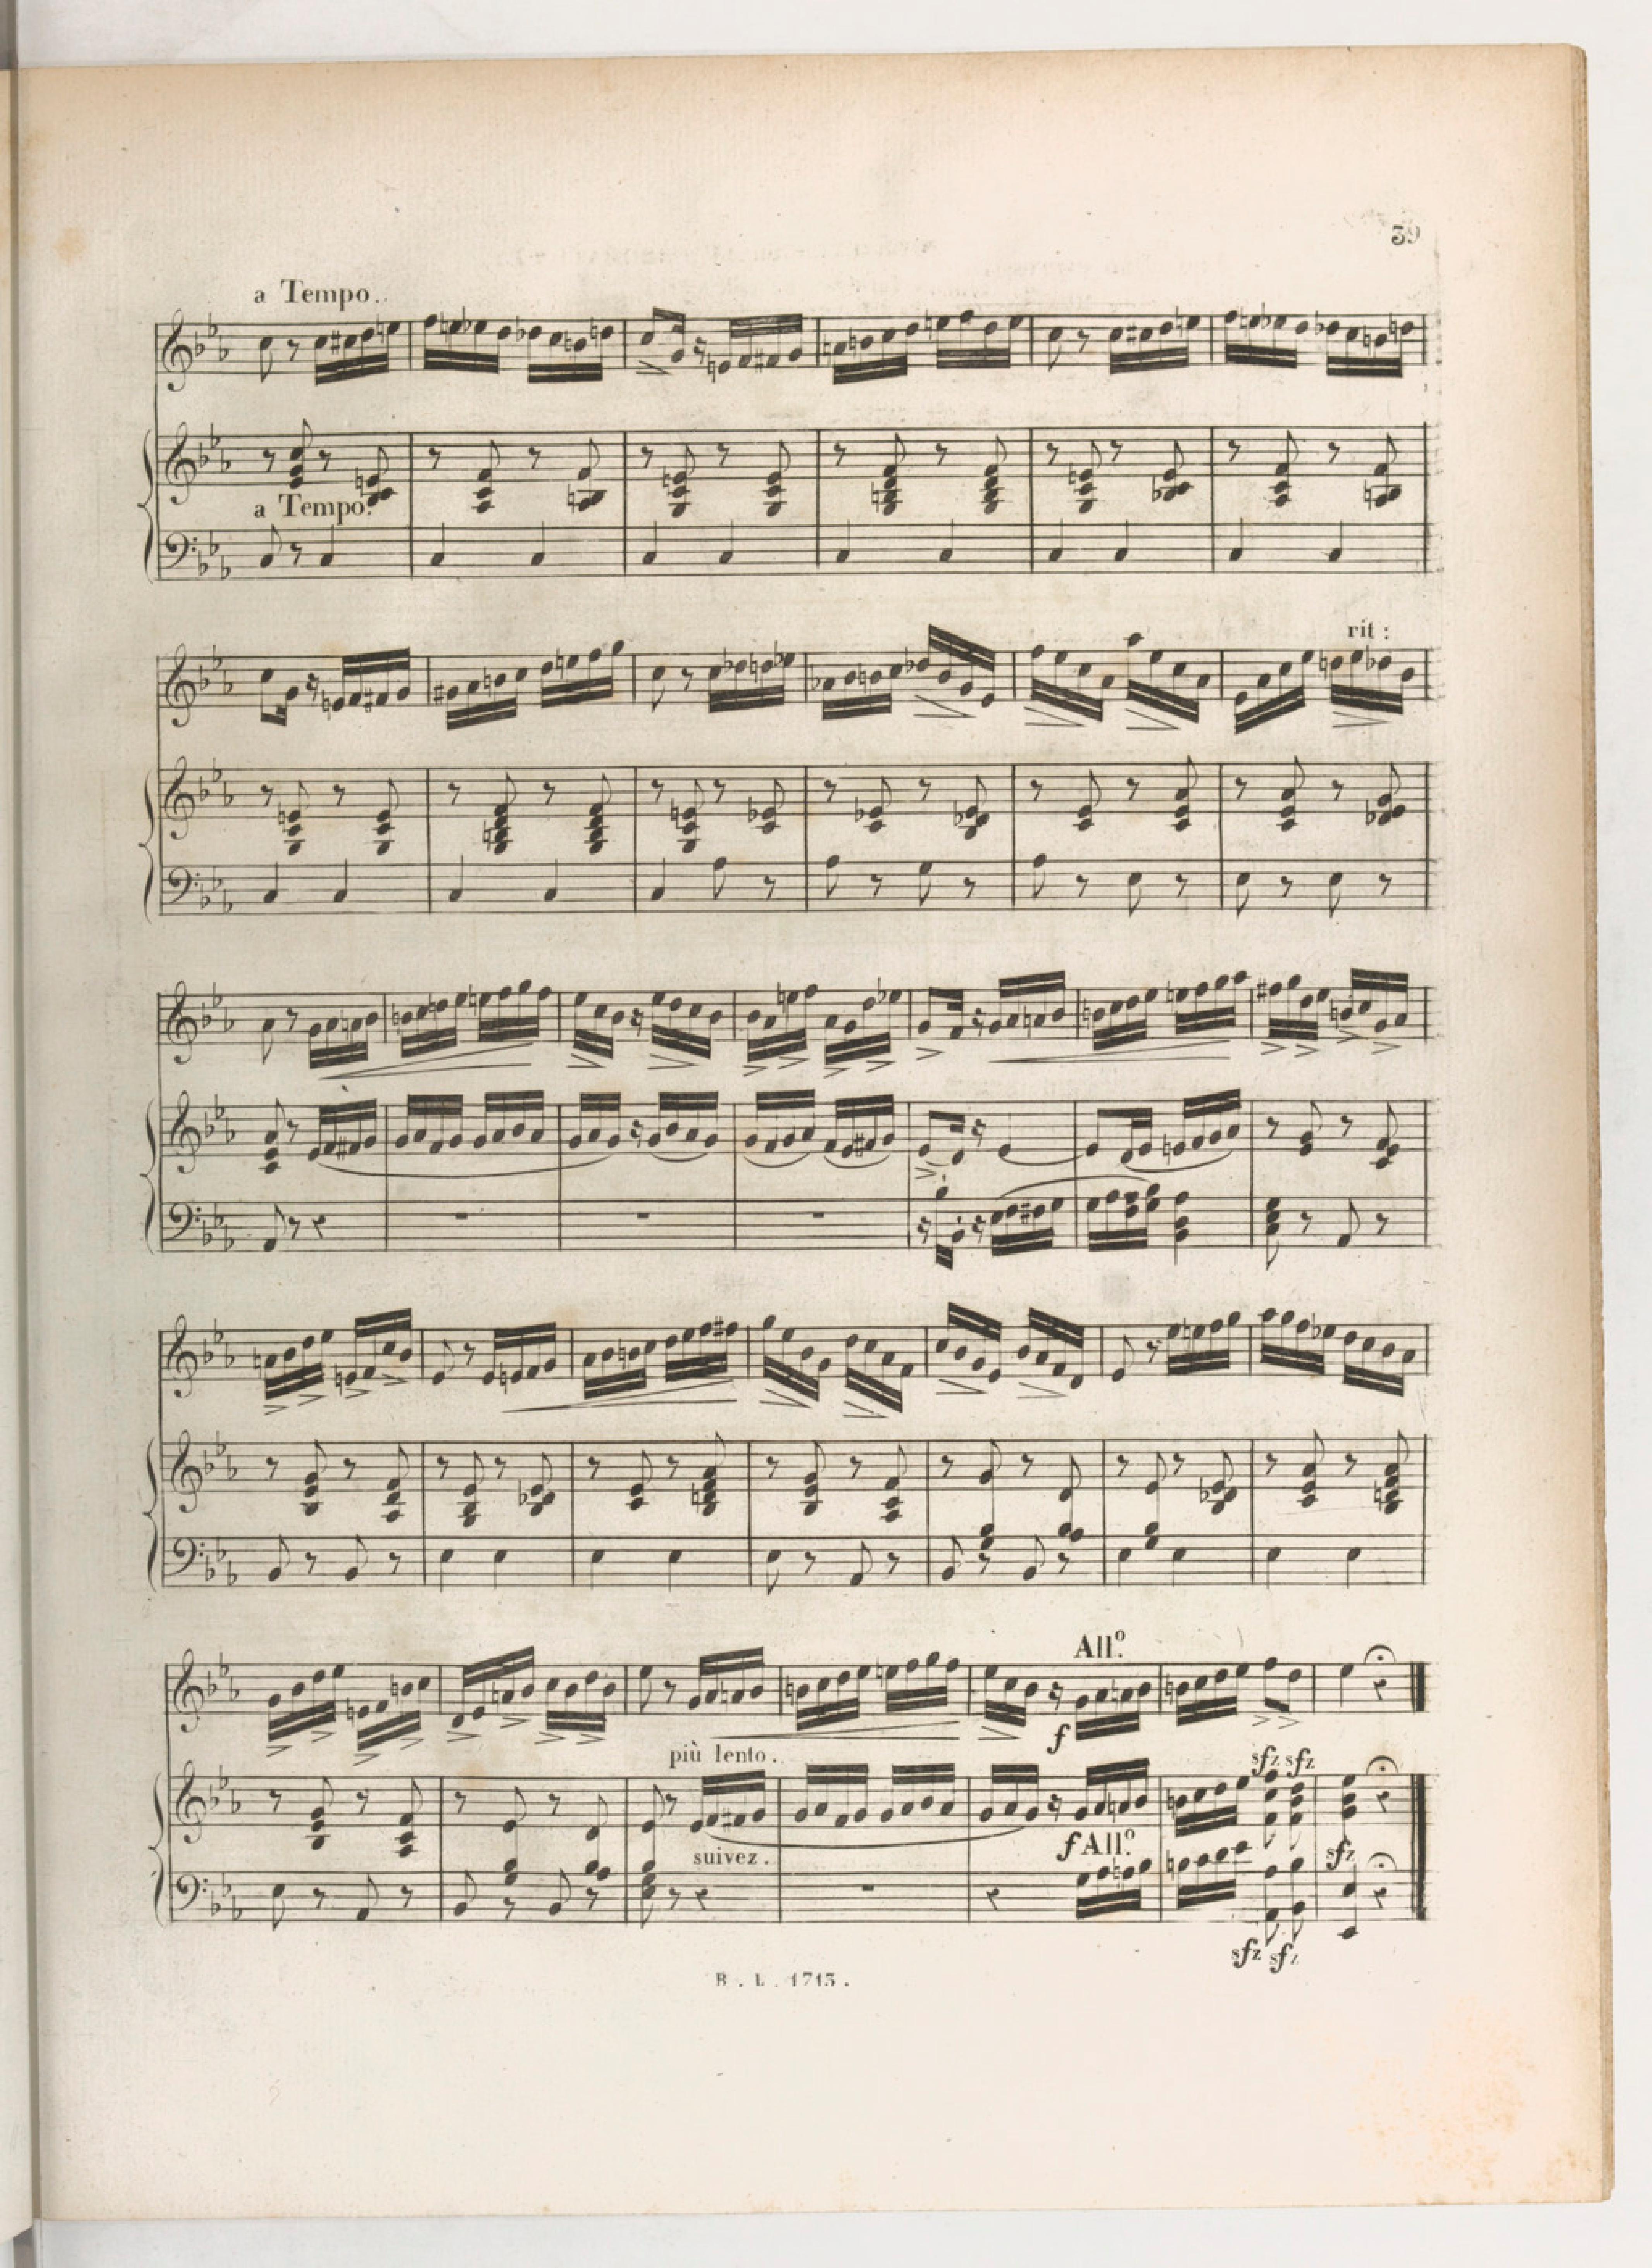 39
a Tempo.
a Tempo.
rit :
All°.
f
più lento.
sfz sfz
suivez.
f All°.
sfz
sfz sfz
B. L. 1713.